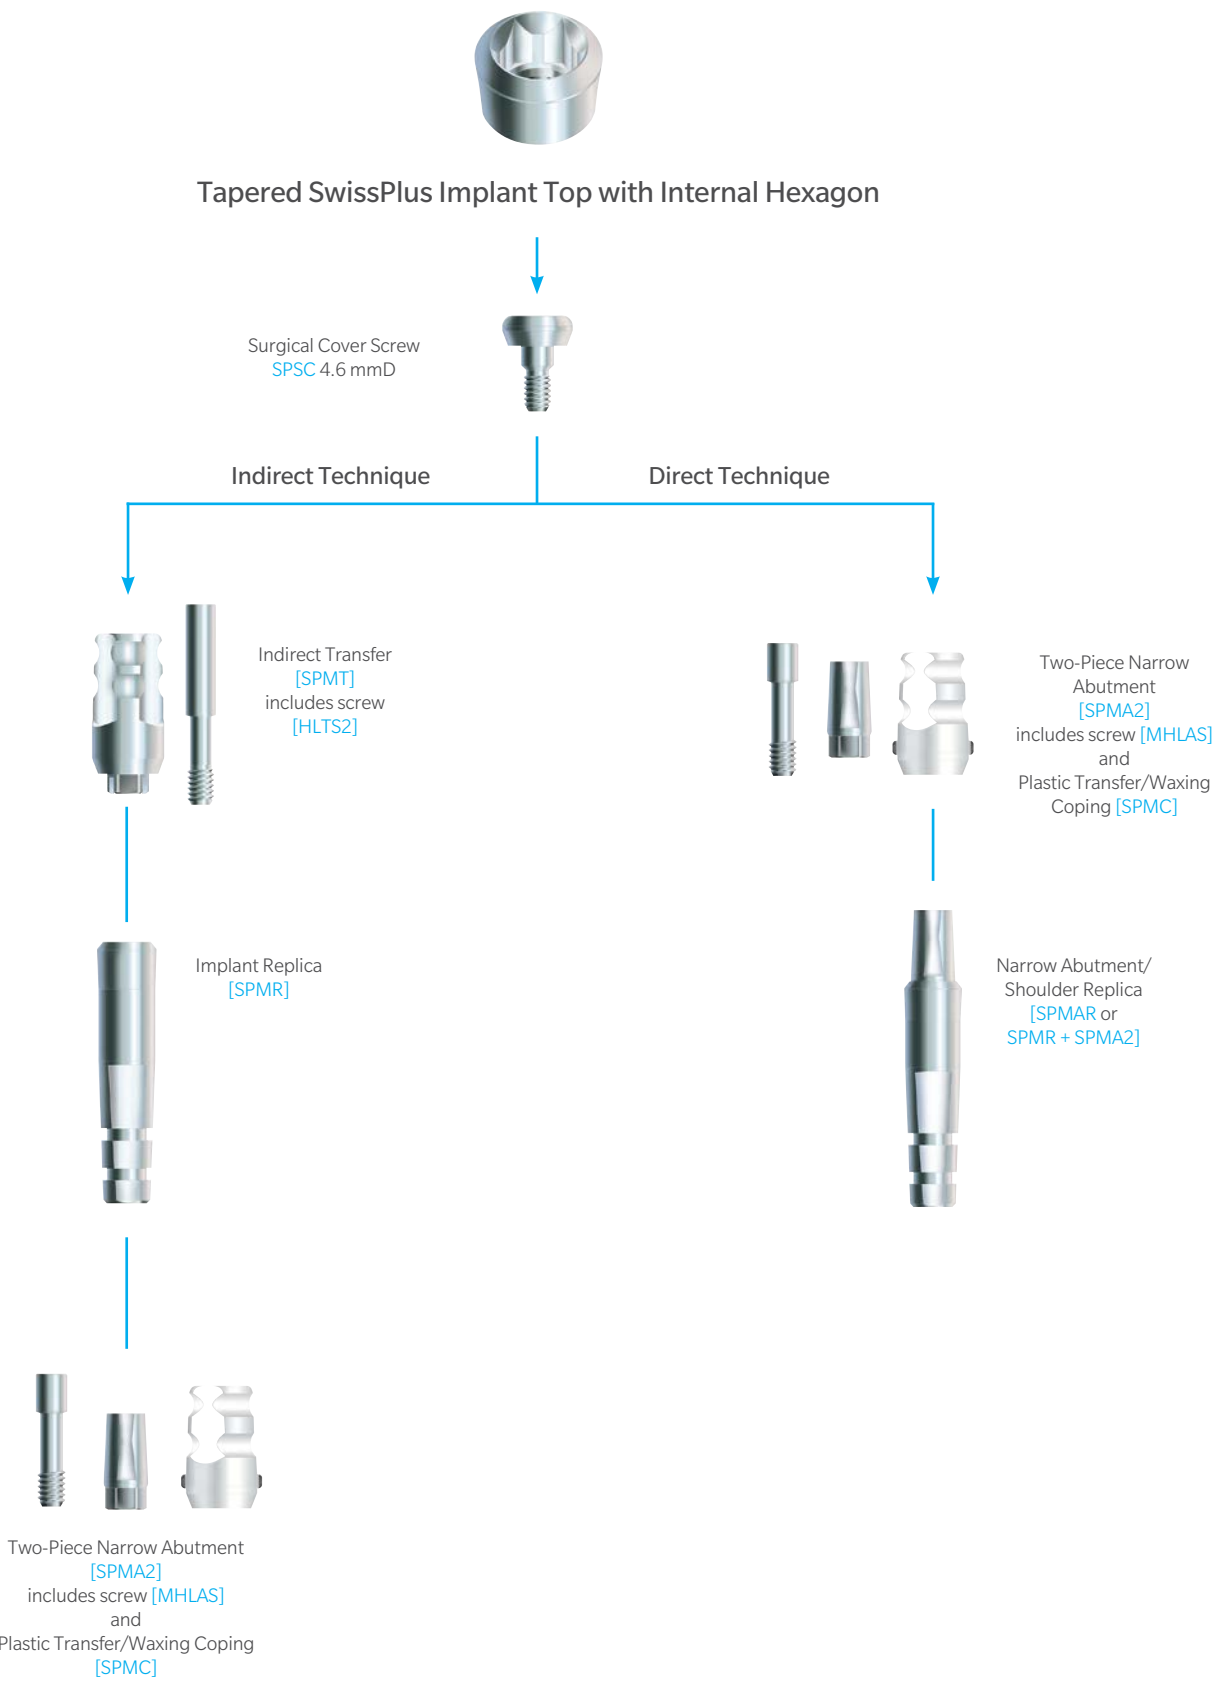 Tapered SwissPlus Implant Top with Internal Hexagon
Surgical Cover Screw
SPSC 4.6 mmD
Indirect Technique
Direct Technique
Indirect Transfer
[SPMT]
includes screw
[HLTS2]
Two-Piece Narrow
Abutment
[SPMA2]
includes screw [MHLAS]
and
Plastic Transfer/Waxing
Coping [SPMC]
Implant Replica
[SPMR]
Narrow Abutment/
Shoulder Replica
[SPMAR or
SPMR + SPMA2]
Two-Piece Narrow Abutment
[SPMA2]
includes screw [MHLAS]
and
Plastic Transfer/Waxing Coping
[SPMC]